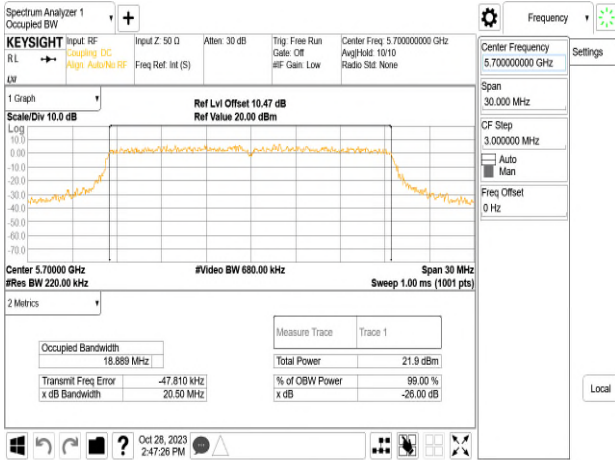 Spectrum Analyzer 1
Occupied BW
Frequency
KEYSIGHT
RL
Input: RF
Coupling: DC
Align: Auto/No RF
Input Z: 50 Ω
Freq Ref: Int (S)
Atten: 30 dB
Trig: Free Run
Gate: Off
#IF Gain: Low
Center Freq: 5.700000000 GHz
Avg|Hold: 10/10
Radio Std: None
Center Frequency
5.700000000 GHz
Settings
Span
30.000 MHz
CF Step
3.000000 MHz
Auto
Man
Freq Offset
0 Hz
Local
1 Graph
Scale/Div 10.0 dB
Ref Lvl Offset 10.47 dB
Ref Value 20.00 dBm
Log
10.0
0.00
-10.0
-20.0
-30.0
-40.0
-50.0
-60.0
-70.0
Center 5.70000 GHz
#Video BW 680.00 kHz
Span 30 MHz
#Res BW 220.00 kHz
Sweep 1.00 ms (1001 pts)
2 Metrics
Measure Trace
Trace 1
Occupied Bandwidth
18.889 MHz
Total Power
21.9 dBm
Transmit Freq Error
-47.810 kHz
% of OBW Power
99.00 %
x dB Bandwidth
20.50 MHz
x dB
-26.00 dB
Oct 28, 2023
2:47:26 PM